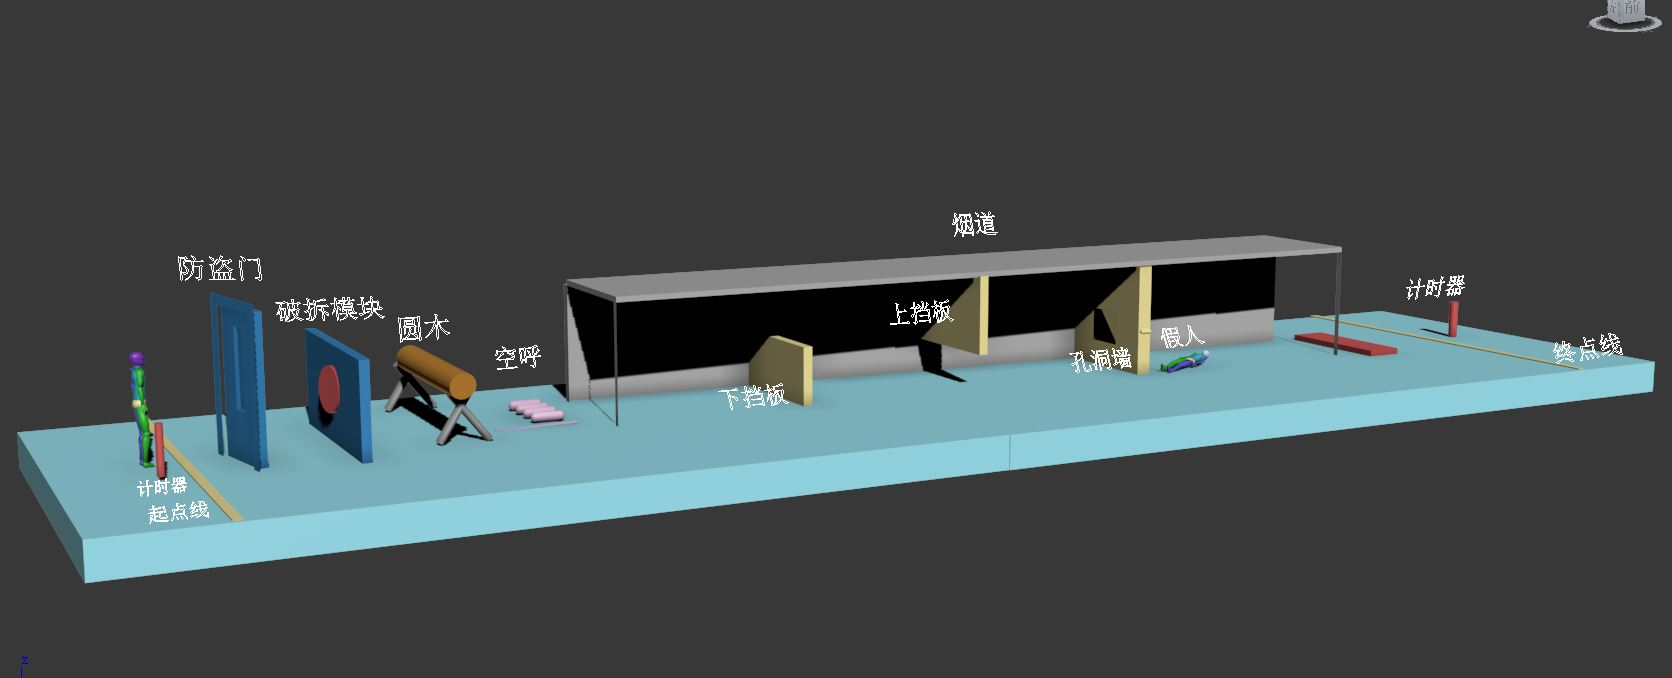 前
烟道
防盗门
破拆模块
圆木
空呼
上挡板
下挡板
孔洞墙
假人
计时器
终点线
计时器
起点线
z